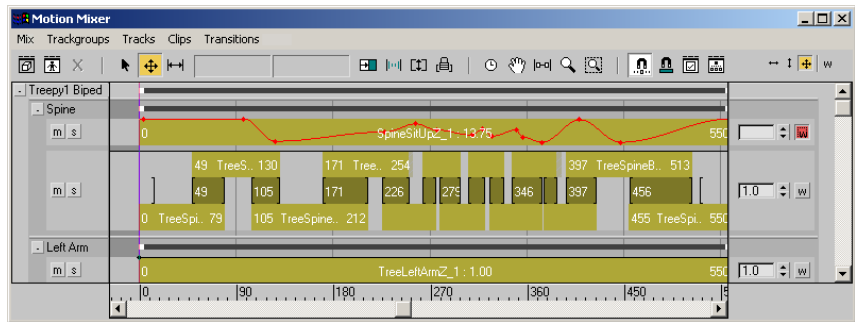 Motion Mixer
Mix Trackgroups Tracks Clips Transitions
w
Treepy1 Biped
Spine
m s 0 SpineSitUpZ_1 : 13.75 550 w
49 TreeS.. 130 171 Tree.. 254 397 TreeSpineB.. 513
m s 49 105 171 226 279 346 397 456 1.0 w
0 TreeSpi.. 79 105 TreeSpine.. 212 455 TreeSpi.. 550
Left Arm
m s 0 TreeLeftArmZ_1 : 1.00 550 1.0 w
0 90 180 270 360 450